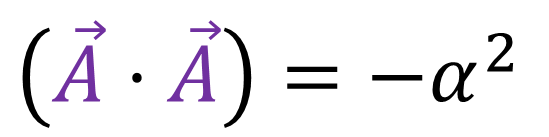 (A⃗ · A⃗) = −α²